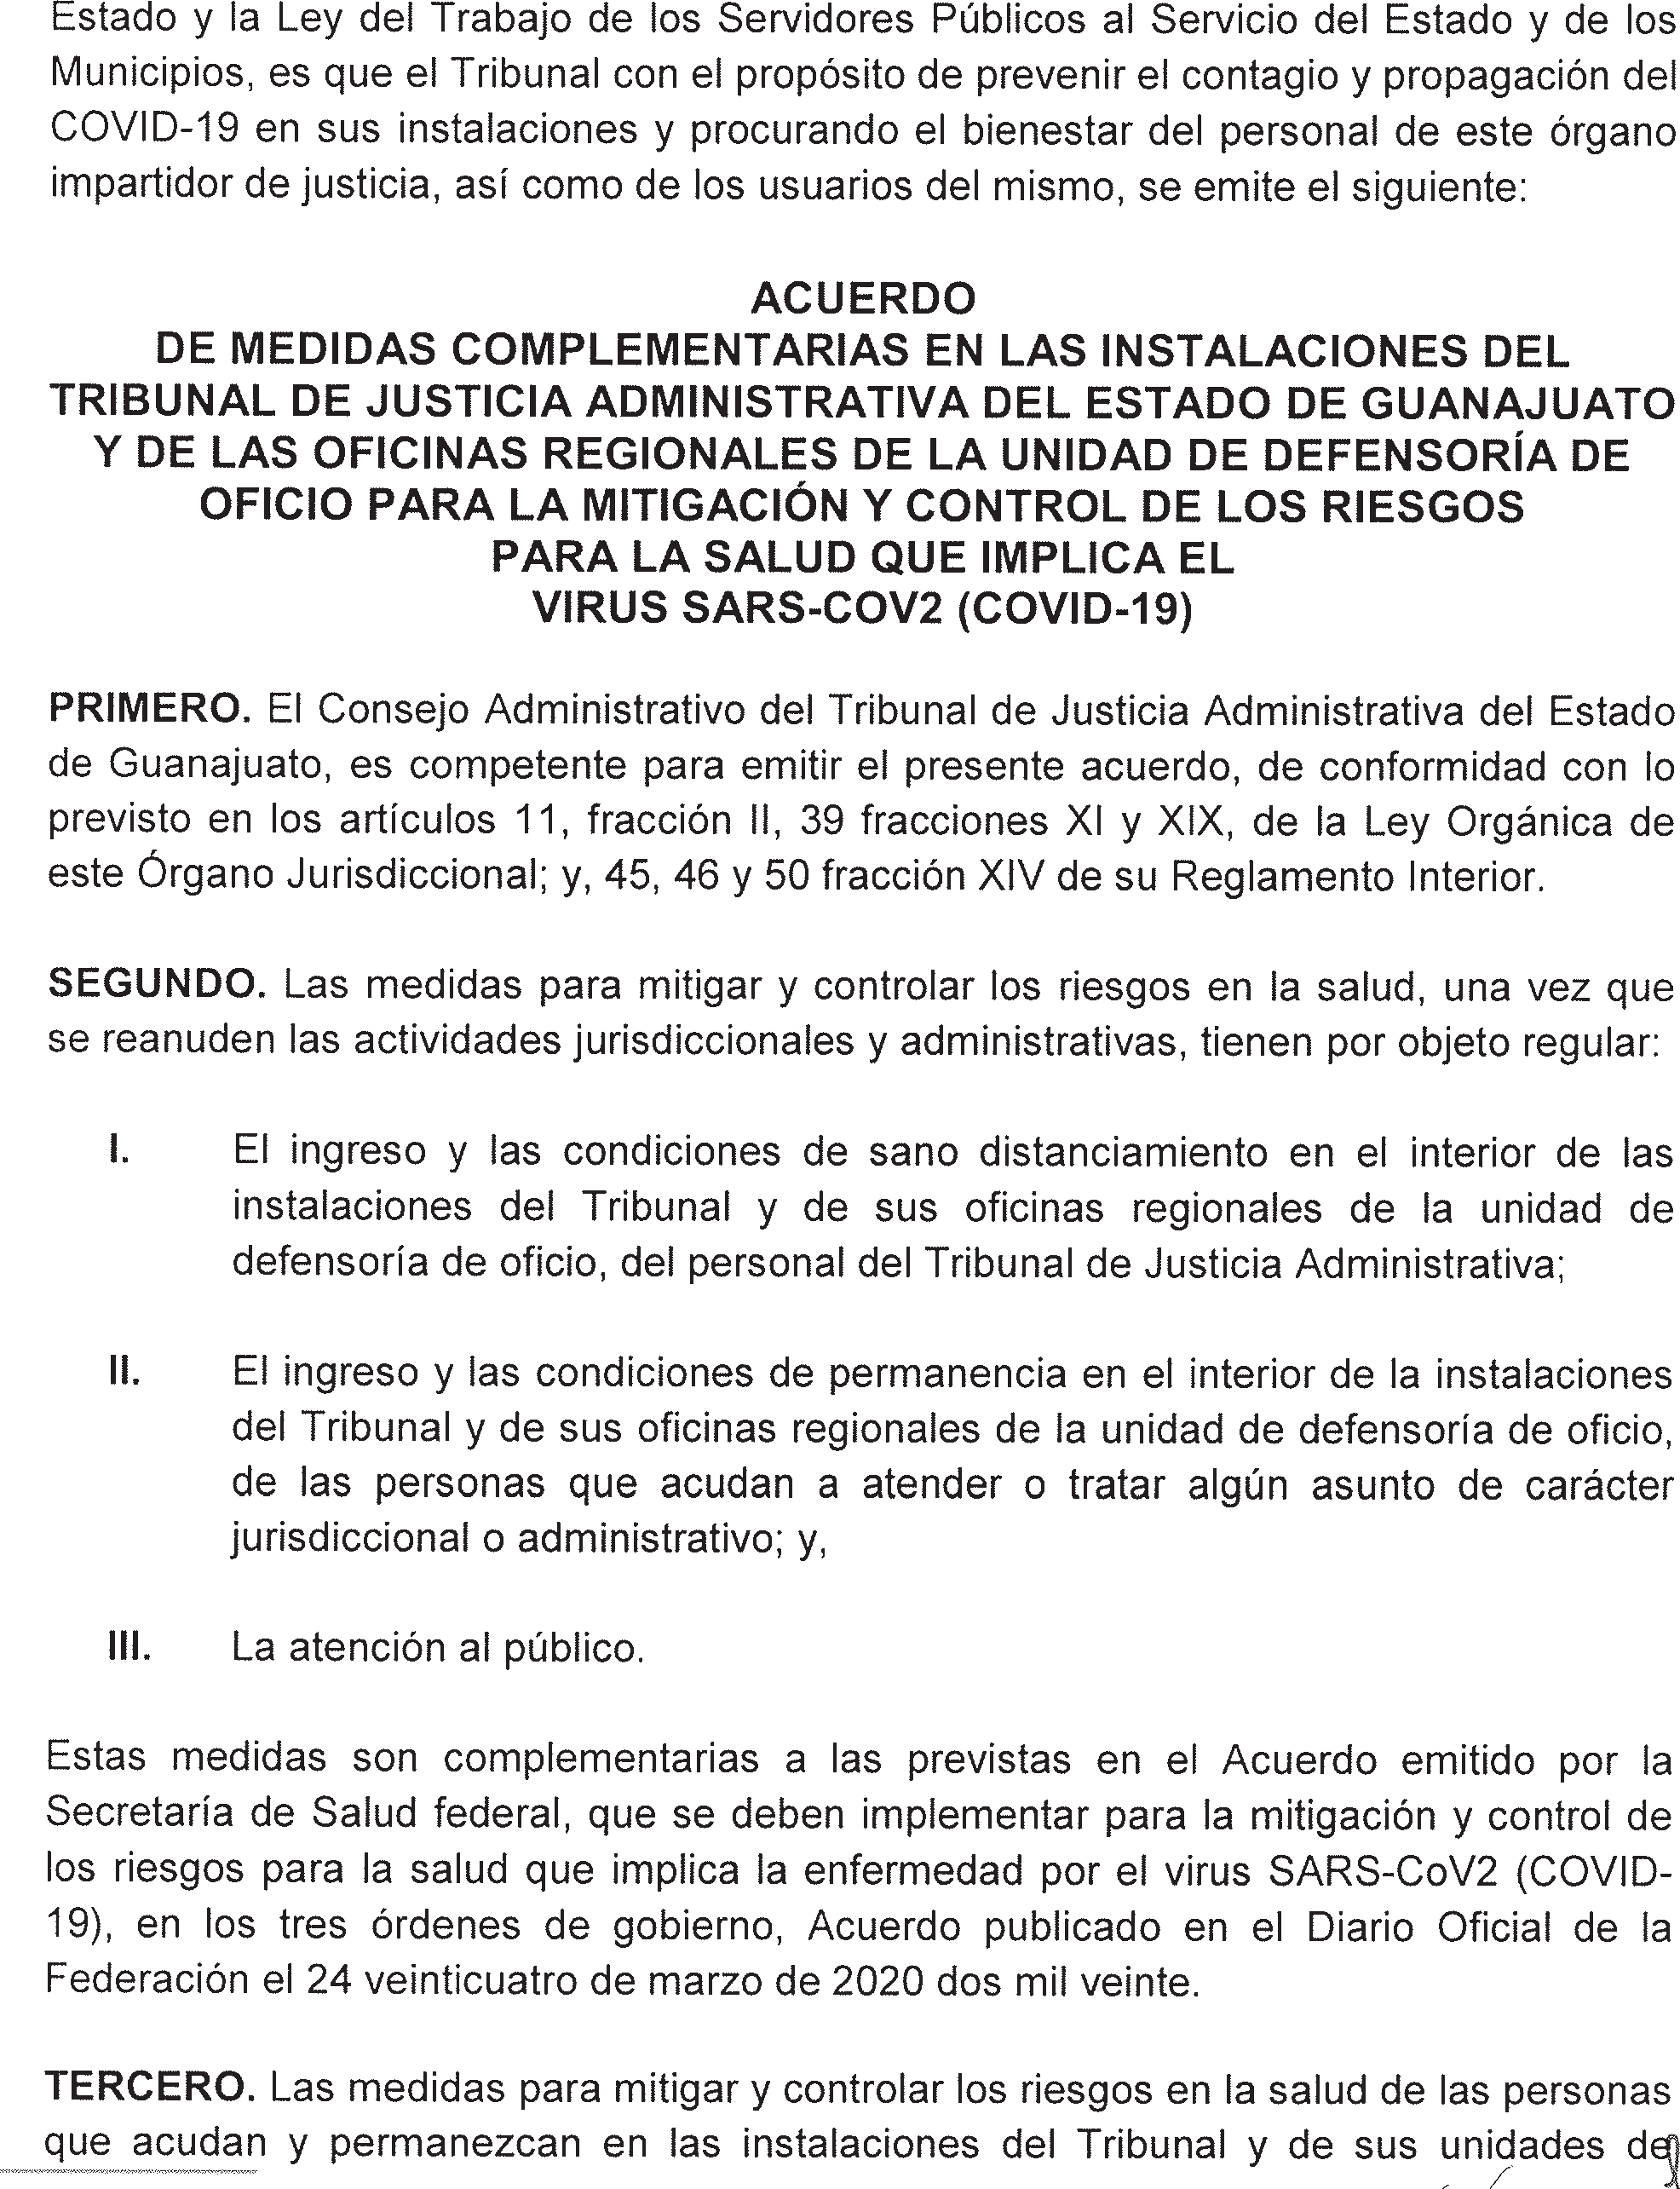 Estado y la Ley del Trabajo de los Servidores Públicos al Servicio del Estado y de los
Municipios, es que el Tribunal con el propósito de prevenir el contagio y propagación del
COVID-19 en sus instalaciones y procurando el bienestar del personal de este órgano
impartidor de justicia, así como de los usuarios del mismo, se emite el siguiente:
ACUERDO
DE MEDIDAS COMPLEMENTARIAS EN LAS INSTALACIONES DEL
TRIBUNAL DE JUSTICIA ADMINISTRATIVA DEL ESTADO DE GUANAJUATO
Y DE LAS OFICINAS REGIONALES DE LA UNIDAD DE DEFENSORÍA DE
OFICIO PARA LA MITIGACIÓN Y CONTROL DE LOS RIESGOS
PARA LA SALUD QUE IMPLICA EL
VIRUS SARS-COV2 (COVID-19)
PRIMERO. El Consejo Administrativo del Tribunal de Justicia Administrativa del Estado
de Guanajuato, es competente para emitir el presente acuerdo, de conformidad con lo
previsto en los artículos 11, fracción II, 39 fracciones XI y XIX, de la Ley Orgánica de
este Órgano Jurisdiccional; y, 45, 46 y 50 fracción XIV de su Reglamento Interior.
SEGUNDO. Las medidas para mitigar y controlar los riesgos en la salud, una vez que
se reanuden las actividades jurisdiccionales y administrativas, tienen por objeto regular:
I. El ingreso y las condiciones de sano distanciamiento en el interior de las
instalaciones del Tribunal y de sus oficinas regionales de la unidad de
defensoría de oficio, del personal del Tribunal de Justicia Administrativa;
II. El ingreso y las condiciones de permanencia en el interior de la instalaciones
del Tribunal y de sus oficinas regionales de la unidad de defensoría de oficio,
de las personas que acudan a atender o tratar algún asunto de carácter
jurisdiccional o administrativo; y,
III. La atención al público.
Estas medidas son complementarias a las previstas en el Acuerdo emitido por la
Secretaría de Salud federal, que se deben implementar para la mitigación y control de
los riesgos para la salud que implica la enfermedad por el virus SARS-CoV2 (COVID-
19), en los tres órdenes de gobierno, Acuerdo publicado en el Diario Oficial de la
Federación el 24 veinticuatro de marzo de 2020 dos mil veinte.
TERCERO. Las medidas para mitigar y controlar los riesgos en la salud de las personas
que acudan y permanezcan en las instalaciones del Tribunal y de sus unidades de